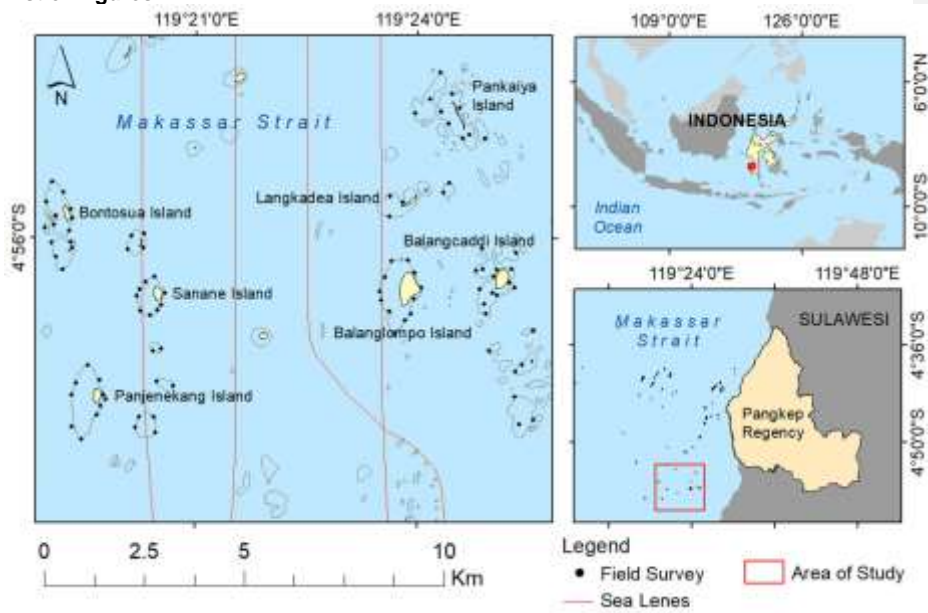 119°21'0"E
119°24'0"E
N
Makassar Strait
Pankaiya
Island
Langkadea Island
Bontosua Island
Balangcaddi Island
Sanane Island
Balanglompo Island
Panjenekang Island
4°56'0"S
0
2.5
5
10
Km
109°0'0"E
126°0'0"E
INDONESIA
Indian
Ocean
6°0'0"N
10°0'0"S
119°24'0"E
119°48'0"E
Makassar
Strait
SULAWESI
Pangkep
Regency
4°36'0"S
4°50'0"S
Legend
Field Survey
Area of Study
Sea Lenes